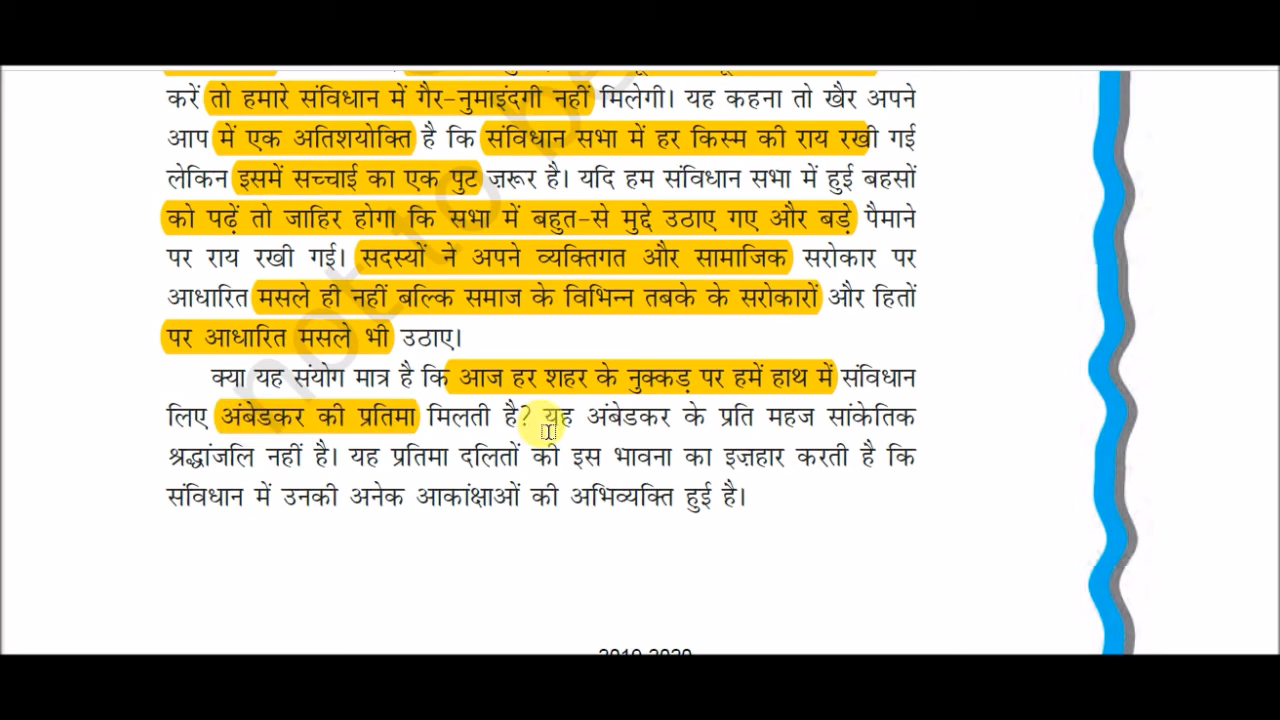 करें तो हमारे संविधान में गैर-नुमाइंदगी नहीं मिलेगी। यह कहना तो खैर अपने
आप में एक अतिशयोक्ति है कि संविधान सभा में हर किस्म की राय रखी गई
लेकिन इसमें सच्चाई का एक पुट ज़रूर है। यदि हम संविधान सभा में हुई बहसों
को पढ़ें तो जाहिर होगा कि सभा में बहुत-से मुद्दे उठाए गए और बड़े पैमाने
पर राय रखी गई। सदस्यों ने अपने व्यक्तिगत और सामाजिक सरोकार पर
आधारित मसले ही नहीं बल्कि समाज के विभिन्न तबके के सरोकारों और हितों
पर आधारित मसले भी उठाए।
क्या यह संयोग मात्र है कि आज हर शहर के नुक्कड़ पर हमें हाथ में संविधान
लिए अंबेडकर की प्रतिमा मिलती है? यह अंबेडकर के प्रति महज सांकेतिक
श्रद्धांजलि नहीं है। यह प्रतिमा दलितों की इस भावना का इज़हार करती है कि
संविधान में उनकी अनेक आकांक्षाओं की अभिव्यक्ति हुई है।
not to be